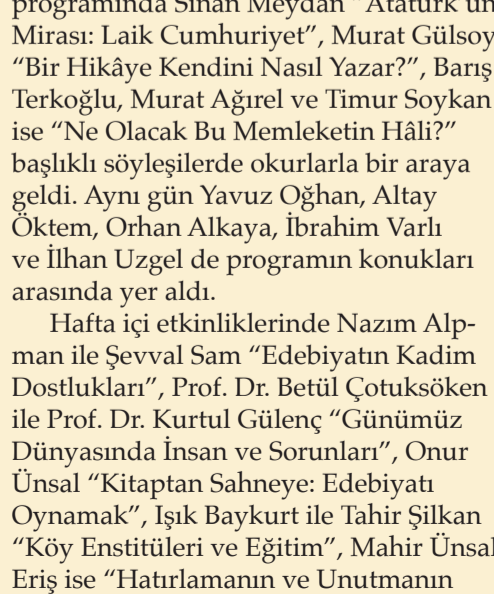 programında Sinan Meydan “Atatürk’ün
Mirası: Laik Cumhuriyet”, Murat Gülsoy
“Bir Hikâye Kendini Nasıl Yazar?”, Barış
Terkoğlu, Murat Ağırel ve Timur Soykan
ise “Ne Olacak Bu Memleketin Hâli?”
başlıklı söyleşilerde okurlarla bir araya
geldi. Aynı gün Yavuz Oğhan, Altay
Öktem, Orhan Alkaya, İbrahim Varlı
ve İlhan Uzgel de programın konukları
arasında yer aldı.
Hafta içi etkinliklerinde Nazım Alp-
man ile Şevval Sam “Edebiyatın Kadim
Dostlukları”, Prof. Dr. Betül Çotuksöken
ile Prof. Dr. Kurtul Gülenç “Günümüz
Dünyasında İnsan ve Sorunları”, Onur
Ünsal “Kitaptan Sahneye: Edebiyatı
Oynamak”, Işık Baykurt ile Tahir Şilkan
“Köy Enstitüleri ve Eğitim”, Mahir Ünsal
Eriş ise “Hatırlamanın ve Unutmanın